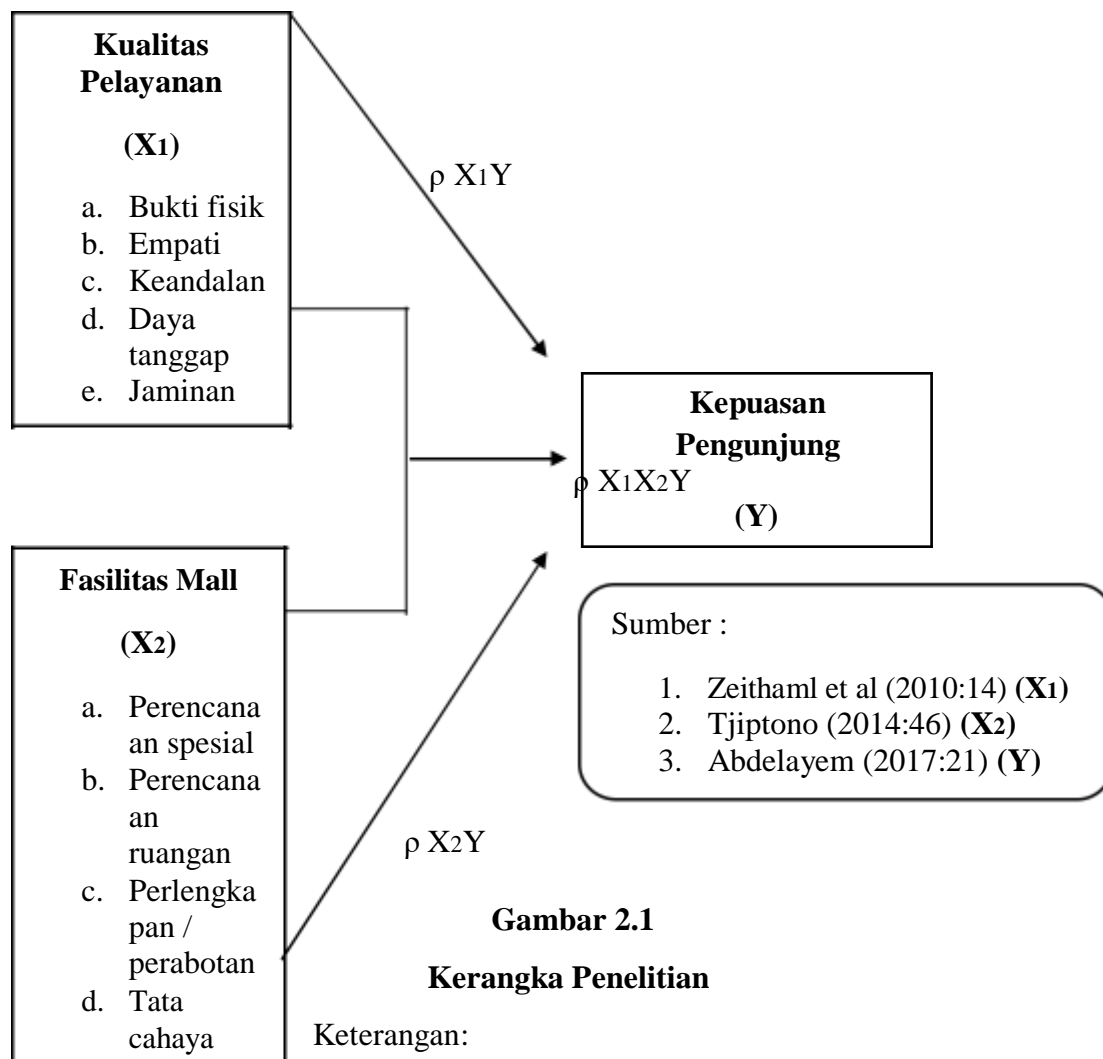 Kualitas
Pelayanan
(X1)
a. Bukti fisik
b. Empati
c. Keandalan
d. Daya
tanggap
e. Jaminan
ρ X1Y
Kepuasan
Pengunjung
(Y)
ρ X1X2Y
Fasilitas Mall
(X2)
a. Perencana
an spesial
b. Perencana
an
ruangan
c. Perlengka
pan /
perabotan
d. Tata
cahaya
ρ X2Y
Sumber :
1. Zeithaml et al (2010:14) (X1)
2. Tjiptono (2014:46) (X2)
3. Abdelayem (2017:21) (Y)
Gambar 2.1
Kerangka Penelitian
Keterangan: